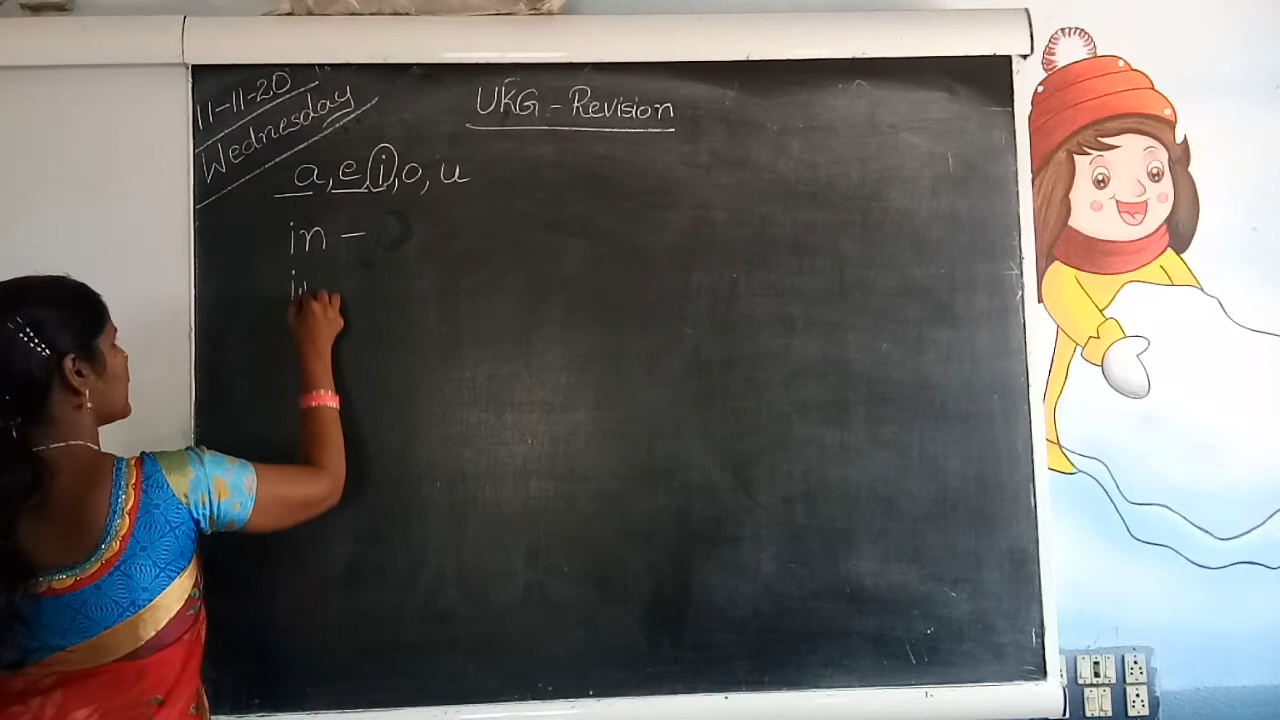 11-11-20
Wednesday
UKG - Revision
a, e, i, o, u
in -